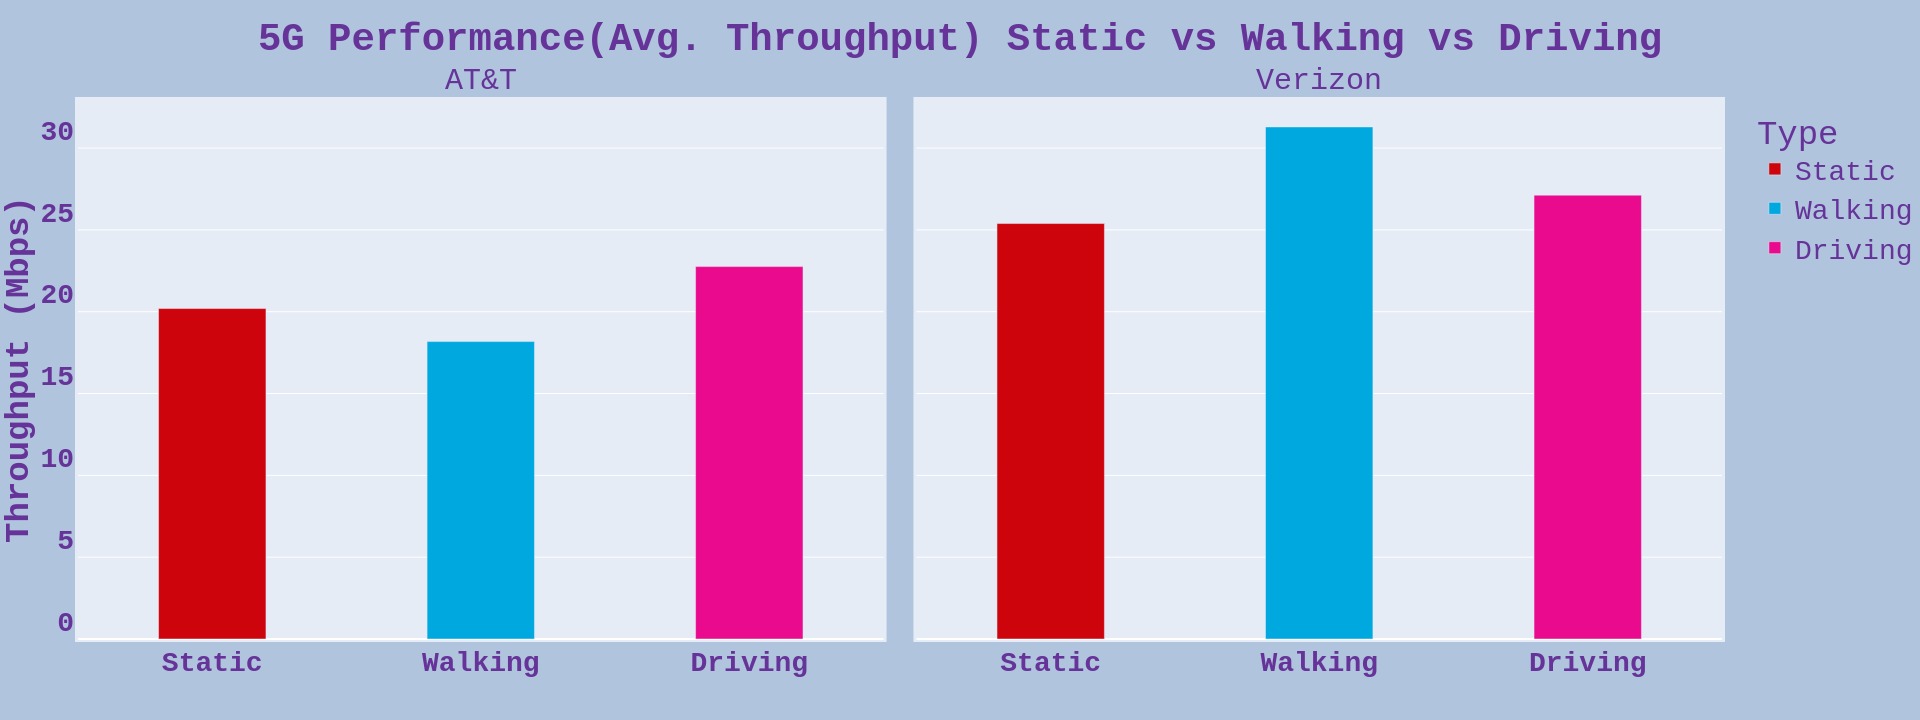 5G Performance(Avg. Throughput) Static vs Walking vs Driving
AT&T
Verizon
Throughput (Mbps)
30
25
20
15
10
5
0
Static
Walking
Driving
Static
Walking
Driving
Type
Static
Walking
Driving